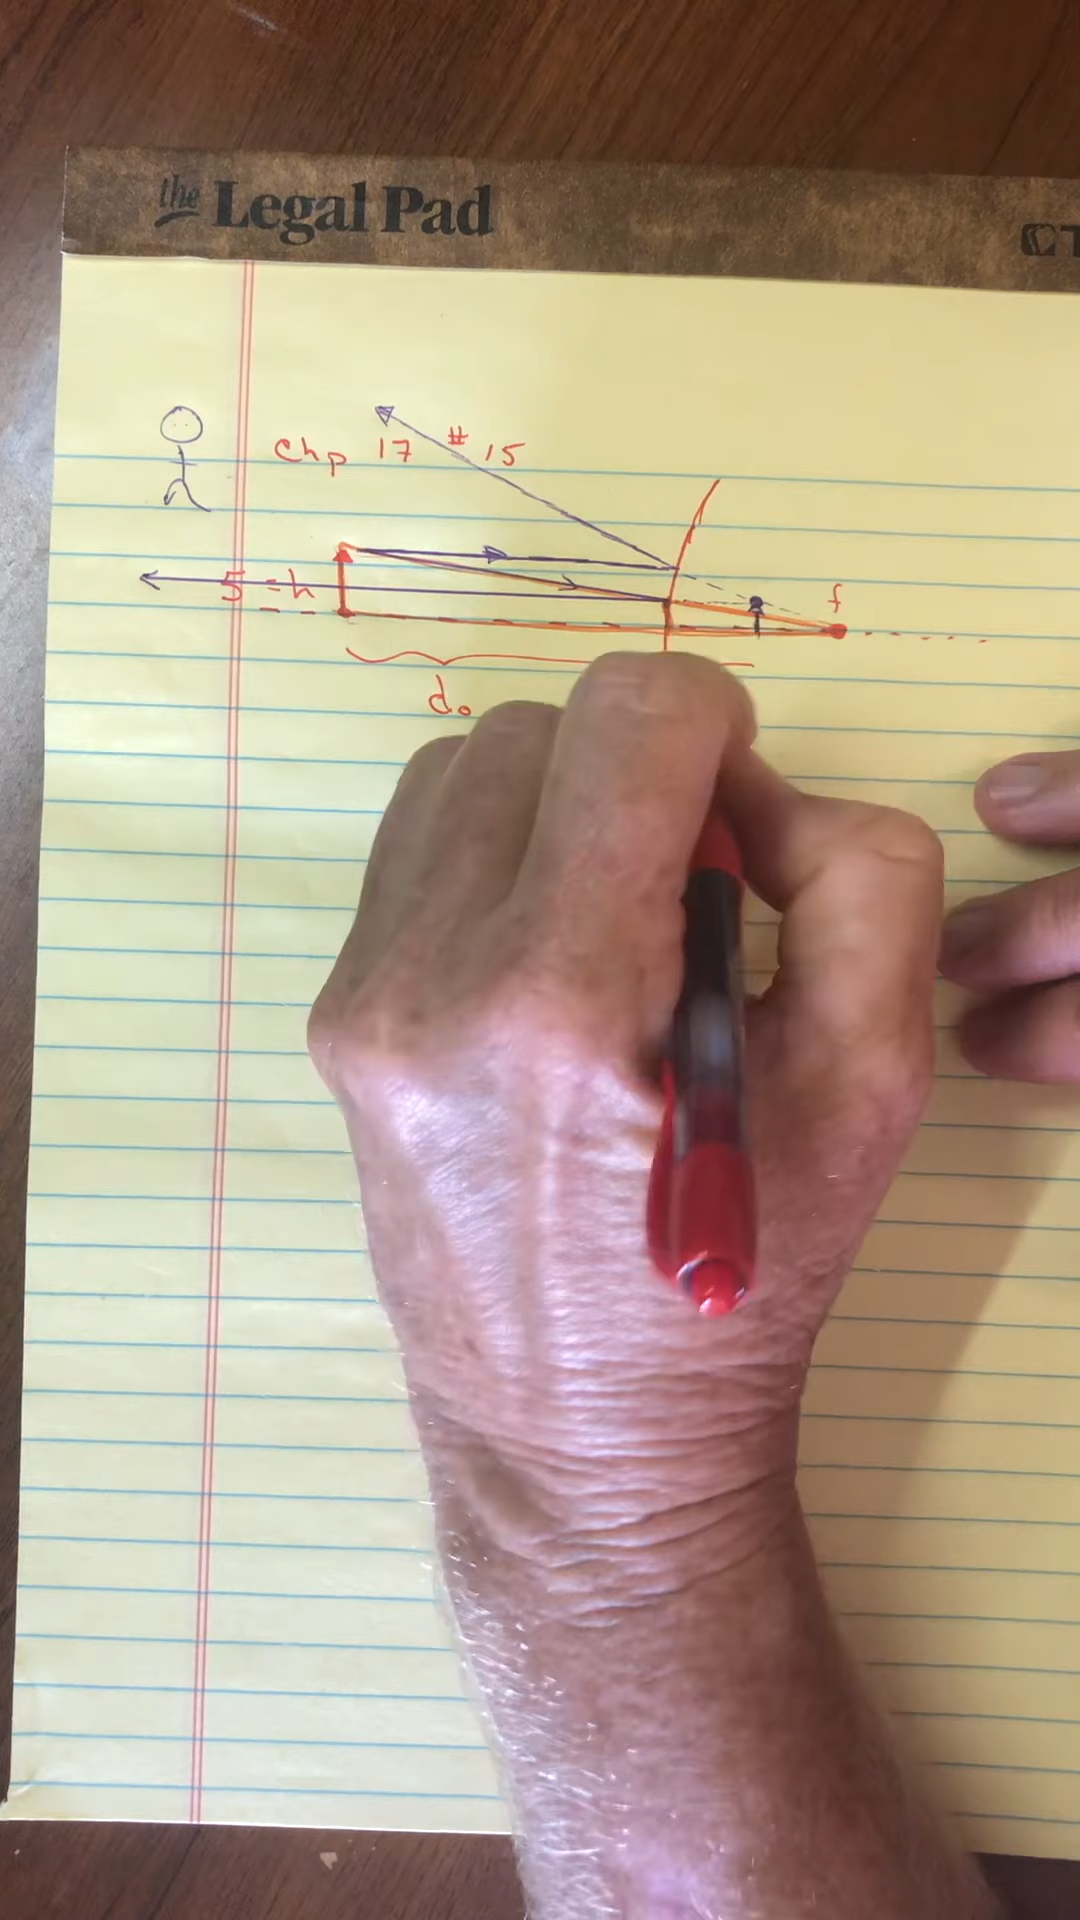 the Legal Pad
Chp 17 # 15
5 = h
f
do